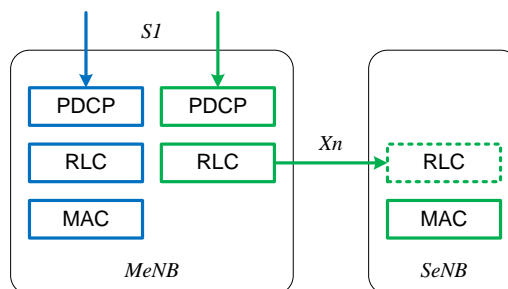 S1
PDCP PDCP
RLC RLC Xn RLC
MAC MAC
MeNB SeNB